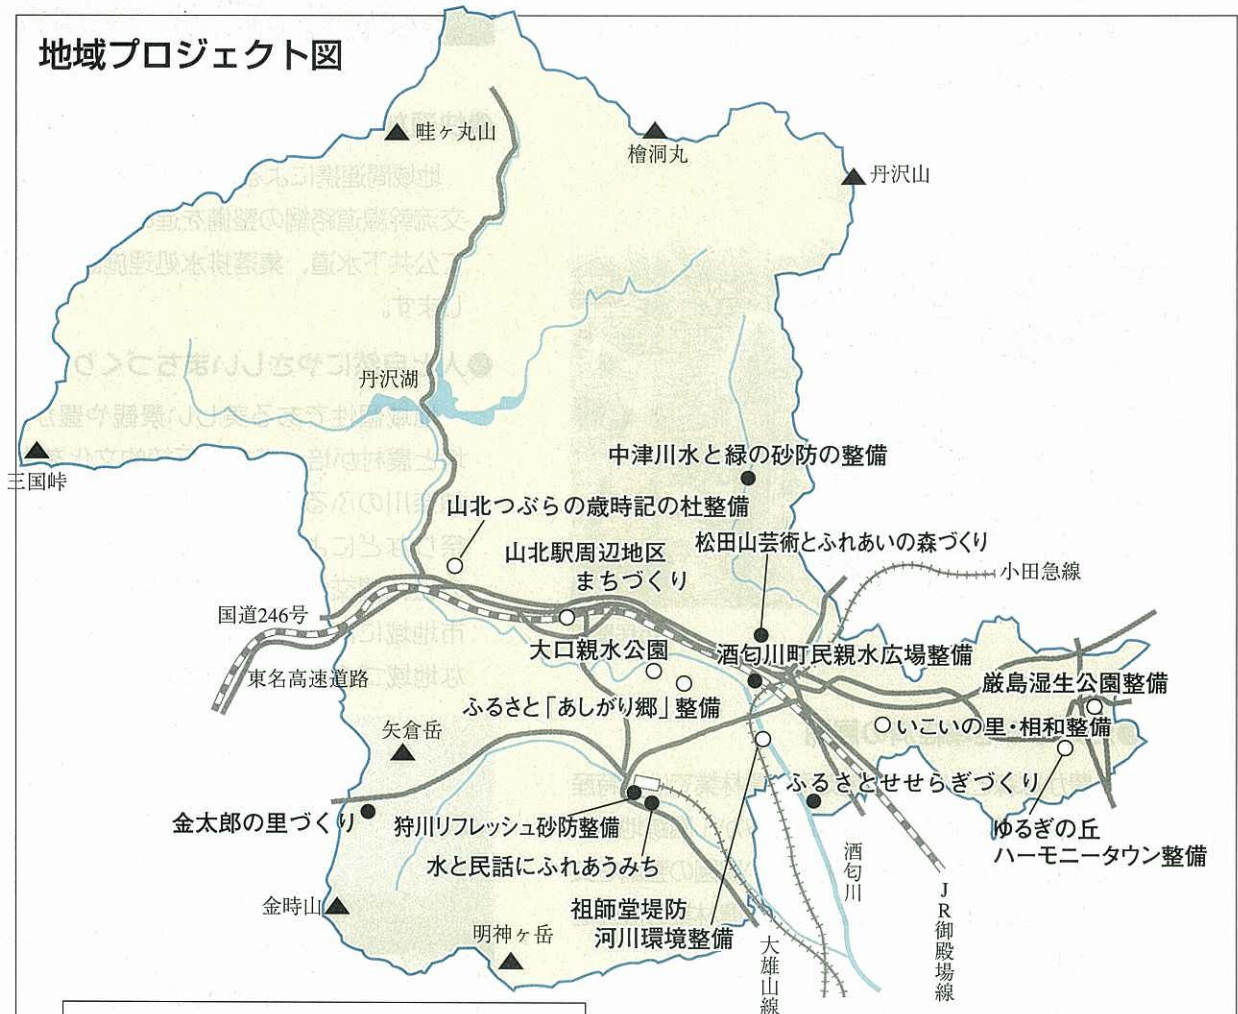 地域プロジェクト図
畦ヶ丸山
檜洞丸
丹沢山
丹沢湖
三国峠
中津川水と緑の砂防の整備
山北つぶらの歳時記の杜整備
松田山芸術とふれあいの森づくり
山北駅周辺地区
まちづくり
小田急線
国道246号
大口親水公園
酒匂川町民親水広場整備
東名高速道路
厳島湿生公園整備
ふるさと「あしがり郷」整備
いこいの里・相和整備
矢倉岳
ふるさとせせらぎづくり
金太郎の里づくり
狩川リフレッシュ砂防整備
ゆるぎの丘
ハーモニータウン整備
水と民話にふれあうみち
酒匂川
JR御殿場線
金時山
祖師堂堤防
河川環境整備
明神ヶ岳
大雄山線